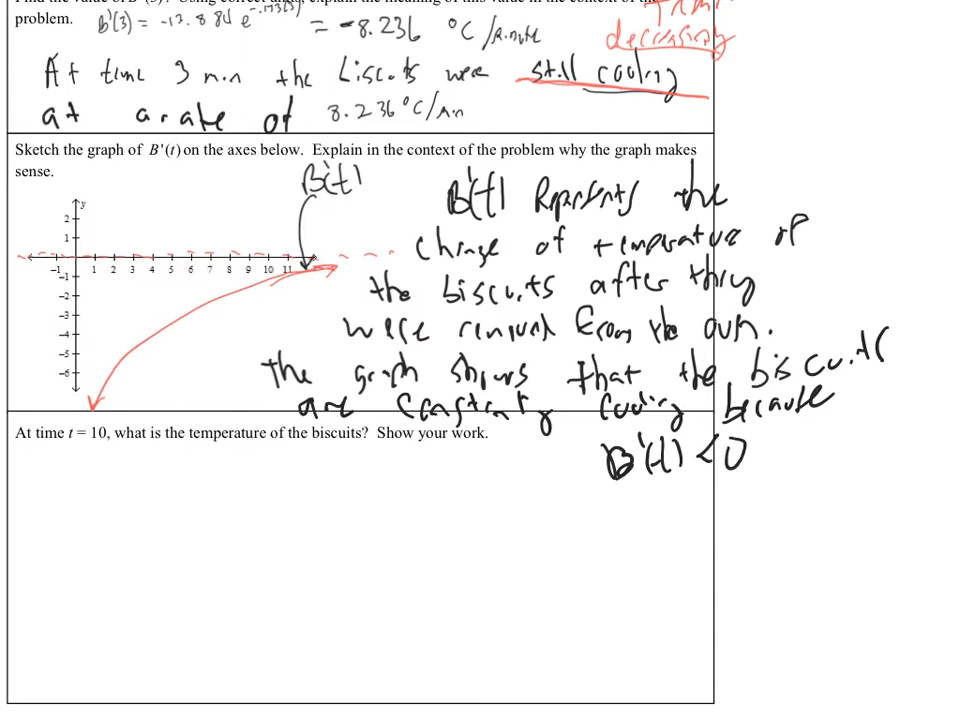 problem. B'(3) = -13.84 e = -8.236 °C/minute
decreasing
At time 3 min the biscuits were still cooling
at a rate of 8.236 °C/min
Sketch the graph of B'(t) on the axes below. Explain in the context of the problem why the graph makes
sense.
B'(t)
B'(t) Represents the
change of temperature of
the biscuits after they
were from the oven.
the graph shows that the biscuits
are constantly cooling because
B'(t) < 0
y
2
1
-1 1 2 3 4 5 6 7 8 9 10 11
-1
-2
-3
-4
-5
-6
At time t = 10, what is the temperature of the biscuits? Show your work.